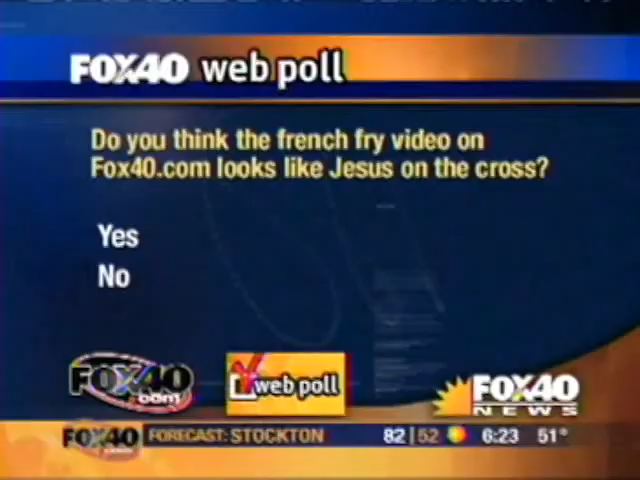 FOX40 web poll
Do you think the french fry video on
Fox40.com looks like Jesus on the cross?
Yes
No
FOX40
.com
web poll
FOX40
NEWS
FOX40 FORECAST: STOCKTON 82 52 6:23 51°